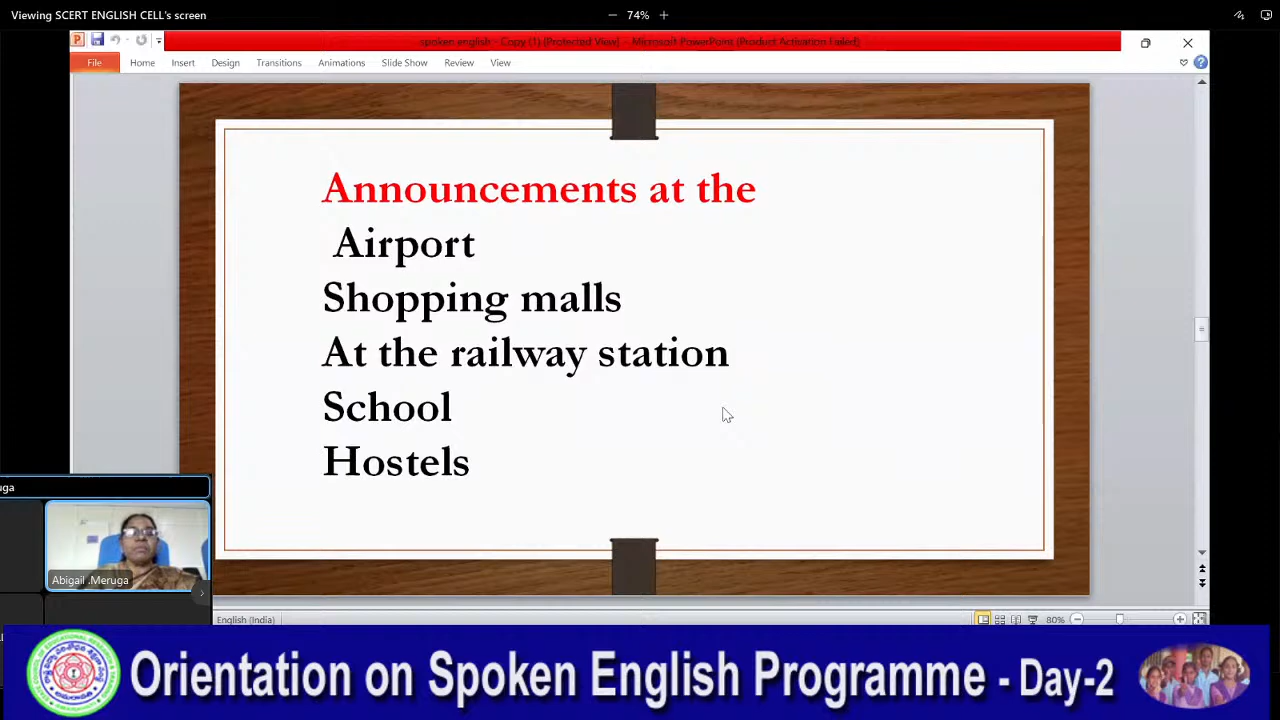 Viewing SCERT ENGLISH CELL's screen
74%
spoken english - Copy (1) (Protected View) - Microsoft PowerPoint (Product Activation Failed)
File Home Insert Design Transitions Animations Slide Show Review View
Announcements at the
Airport
Shopping malls
At the railway station
School
Hostels
uga
Abigail .Meruga
English (India)
80%
Orientation on Spoken English Programme - Day-2